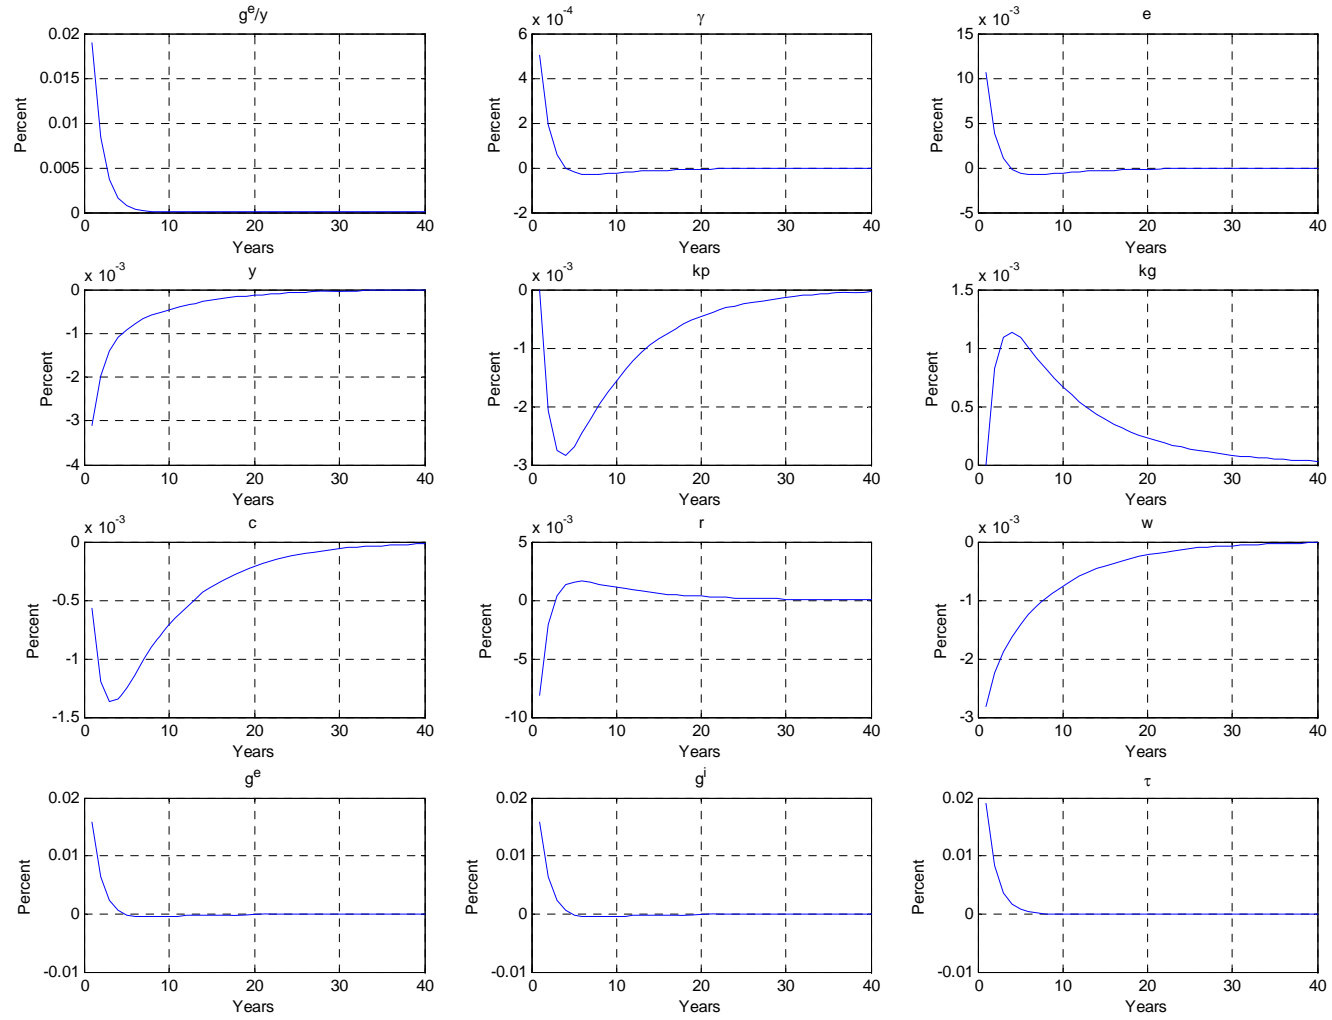 g^e/y
0.02
0.015
0.01
0.005
0
Percent
0 10 20 30 40
Years
x 10^-4
γ
6
4
2
0
-2
Percent
0 10 20 30 40
Years
x 10^-3
e
15
10
5
0
-5
Percent
0 10 20 30 40
Years
x 10^-3
y
0
-1
-2
-3
-4
Percent
0 10 20 30 40
Years
x 10^-3
kp
0
-1
-2
-3
Percent
0 10 20 30 40
Years
x 10^-3
kg
1.5
1
0.5
0
Percent
0 10 20 30 40
Years
x 10^-3
c
0
-0.5
-1
-1.5
Percent
0 10 20 30 40
Years
x 10^-3
r
5
0
-5
-10
Percent
0 10 20 30 40
Years
x 10^-3
w
0
-1
-2
-3
Percent
0 10 20 30 40
Years
g^e
0.02
0.01
0
-0.01
Percent
0 10 20 30 40
Years
g^i
0.02
0.01
0
-0.01
Percent
0 10 20 30 40
Years
τ
0.02
0.01
0
-0.01
Percent
0 10 20 30 40
Years